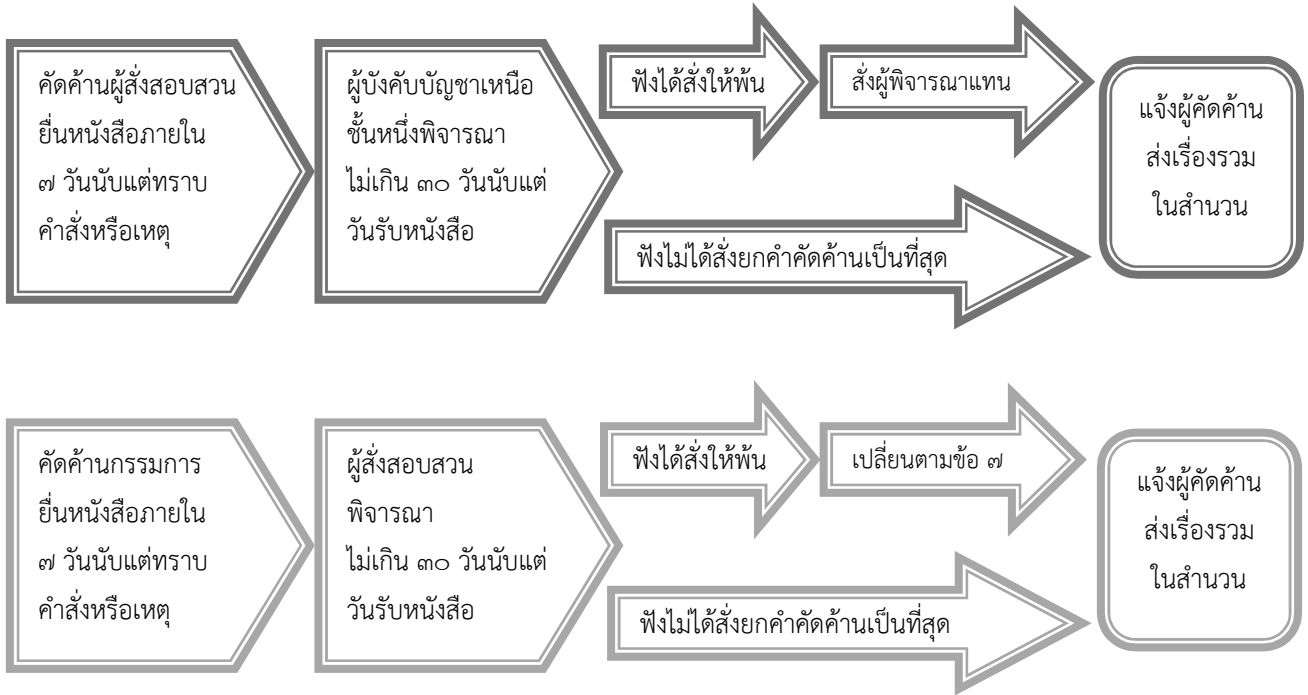 คัดค้านผู้สั่งสอบสวน
ยื่นหนังสือภายใน
๗ วันนับแต่ทราบ
คำสั่งหรือเหตุ
ผู้บังคับบัญชาเหนือ
ชั้นหนึ่งพิจารณา
ไม่เกิน ๓๐ วันนับแต่
วันรับหนังสือ
ฟังได้สั่งให้พ้น
สั่งผู้พิจารณาแทน
ฟังไม่ได้สั่งยกคำคัดค้านเป็นที่สุด
แจ้งผู้คัดค้าน
ส่งเรื่องรวม
ในสำนวน
คัดค้านกรรมการ
ยื่นหนังสือภายใน
๗ วันนับแต่ทราบ
คำสั่งหรือเหตุ
ผู้สั่งสอบสวน
พิจารณา
ไม่เกิน ๓๐ วันนับแต่
วันรับหนังสือ
ฟังได้สั่งให้พ้น
เปลี่ยนตามข้อ ๗
ฟังไม่ได้สั่งยกคำคัดค้านเป็นที่สุด
แจ้งผู้คัดค้าน
ส่งเรื่องรวม
ในสำนวน